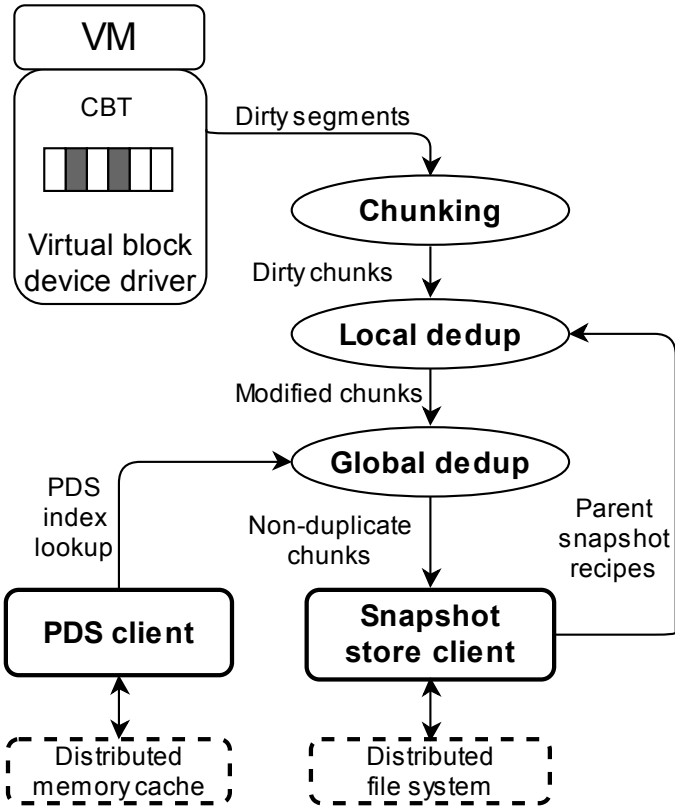 VM
CBT
Virtual block
device driver
Dirty segments
Chunking
Dirty chunks
Local dedup
Modified chunks
Global dedup
PDS
index
lookup
Non-duplicate
chunks
Parent
snapshot
recipes
PDS client
Snapshot
store client
Distributed
memory cache
Distributed
file system